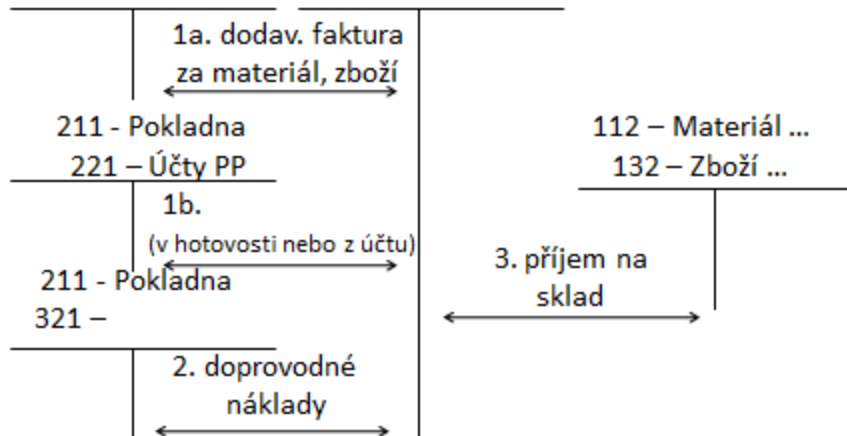 1a. dodav. faktura
za materiál, zboží
211 - Pokladna
221 – Účty PP
112 – Materiál ...
132 – Zboží ...
1b.
(v hotovosti nebo z účtu)
211 - Pokladna
321 –
3. příjem na
sklad
2. doprovodné
náklady